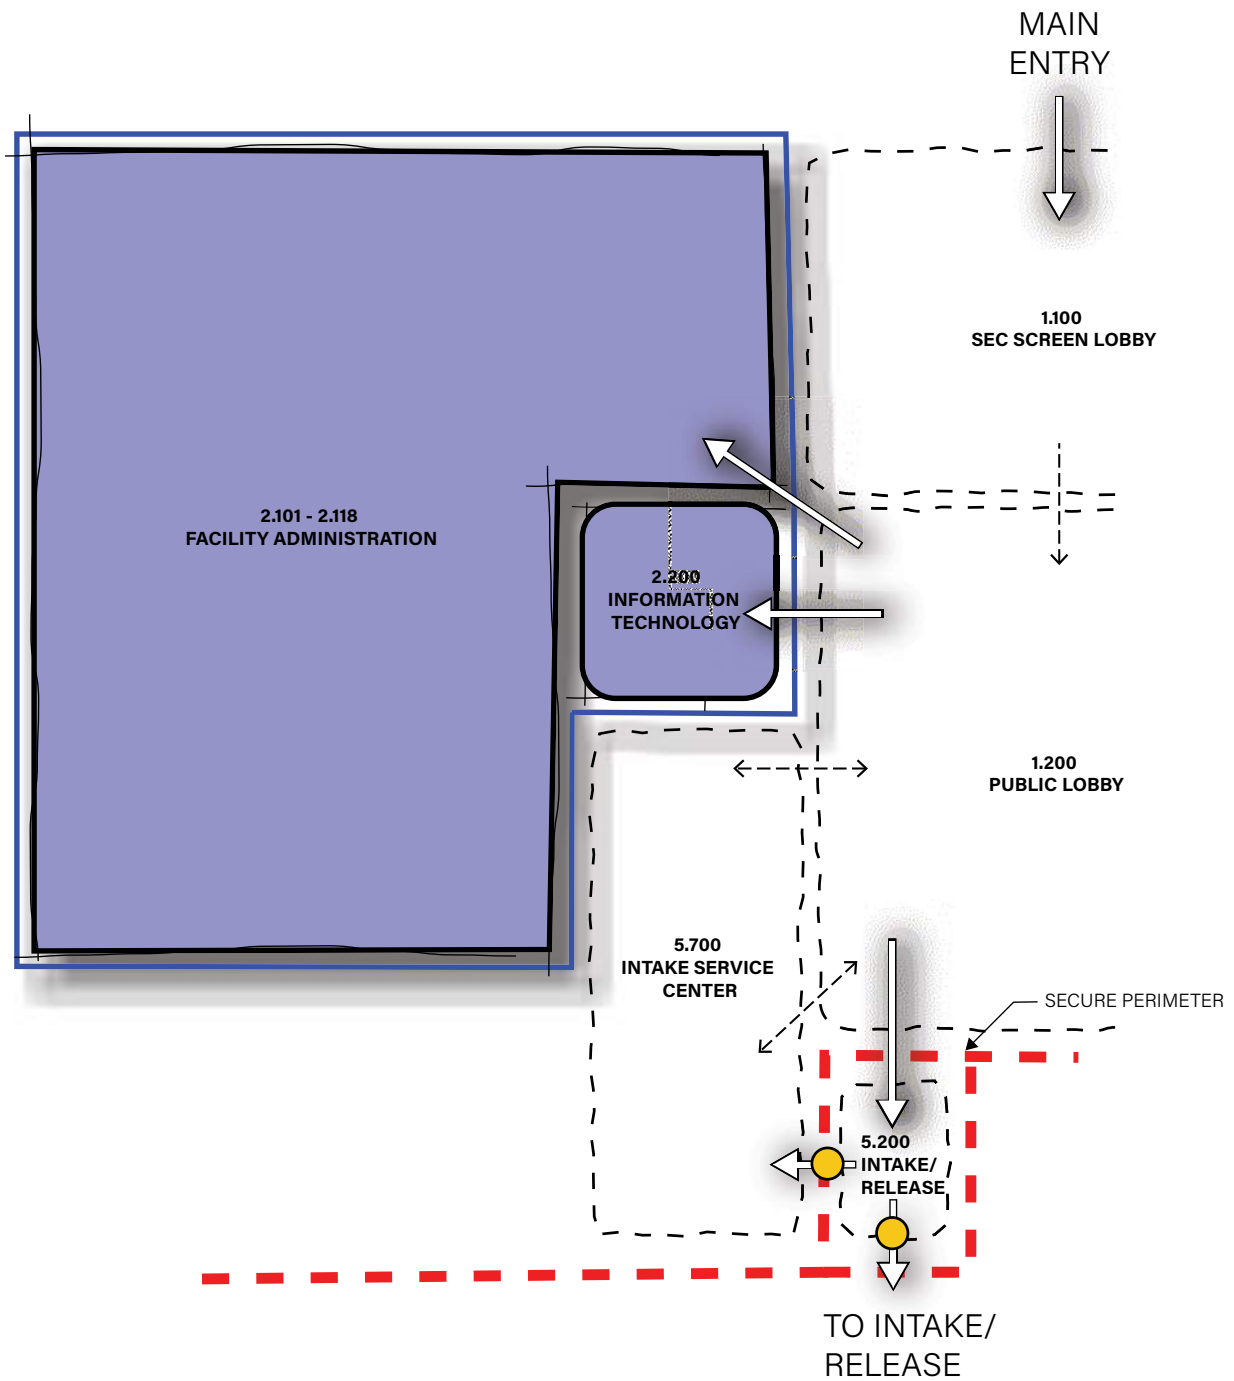 MAIN
ENTRY
1.100
SEC SCREEN LOBBY
2.101 - 2.118
FACILITY ADMINISTRATION
2.200
INFORMATION
TECHNOLOGY
1.200
PUBLIC LOBBY
5.700
INTAKE SERVICE
CENTER
SECURE PERIMETER
5.200
INTAKE/
RELEASE
TO INTAKE/
RELEASE